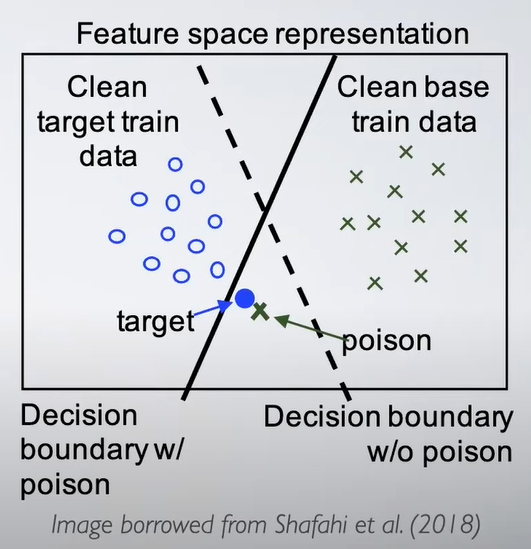 Feature space representation
Clean
target train
data
Clean base
train data
target
poison
Decision
boundary w/
poison
Decision boundary
w/o poison
Image borrowed from Shafahi et al. (2018)